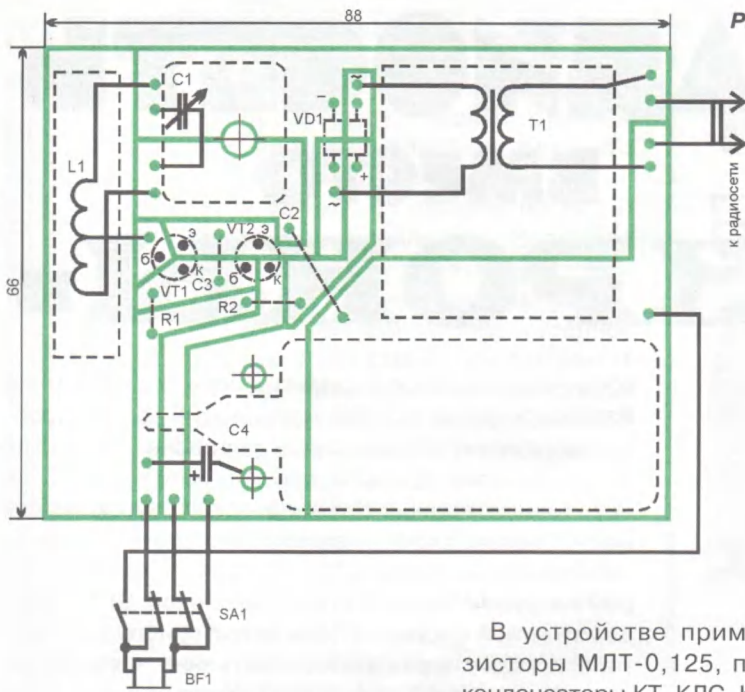 88
Р
66
C1
L1
VD1
−
~
+
~
T1
к радиосети
C2
VT2
э
э
б
к
б
к
VT1
C3
R1
R2
C4
+
SA1
BF1
В устройстве прим
зисторы МЛТ-0,125, п